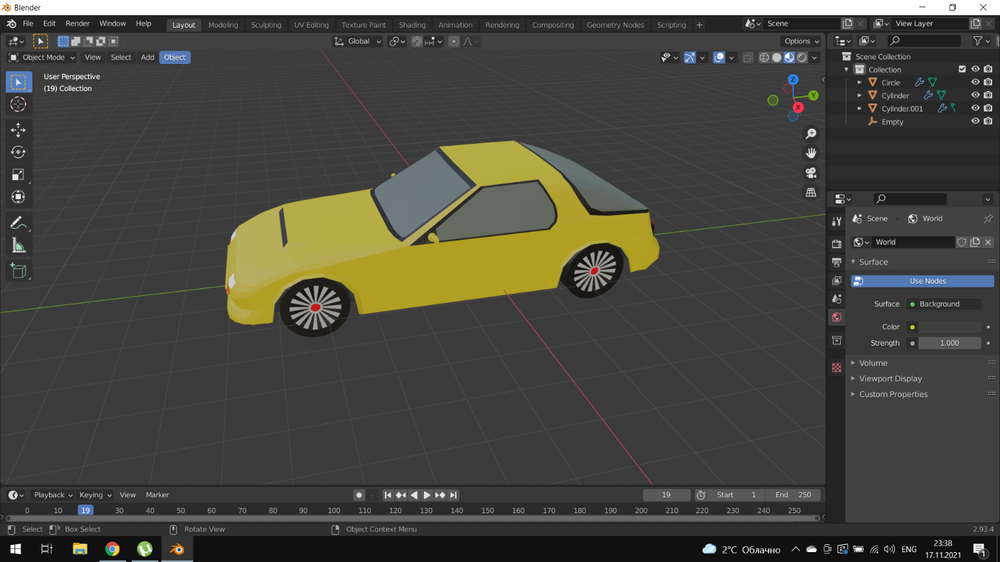 Blender
File Edit Render Window Help Layout Modeling Sculpting UV Editing Texture Paint Shading Animation Rendering Compositing Geometry Nodes Scripting + Scene View Layer
Global Options
Object Mode View Select Add Object
User Perspective
(19) Collection
Z
Y
X
Scene Collection
Collection
Circle
Cylinder
Cylinder.001
Empty
Scene World
World
Surface
Use Nodes
Surface Background
Color
Strength 1.000
Volume
Viewport Display
Custom Properties
Playback Keying View Marker 19 Start 1 End 250
0 10 19 30 40 50 60 70 80 90 100 110 120 130 140 150 160 170 180 190 200 210 220 230 240 250
Select Box Select Rotate View Object Context Menu 2.93.4
2°C Облачно ENG 23:38
17.11.2021
1